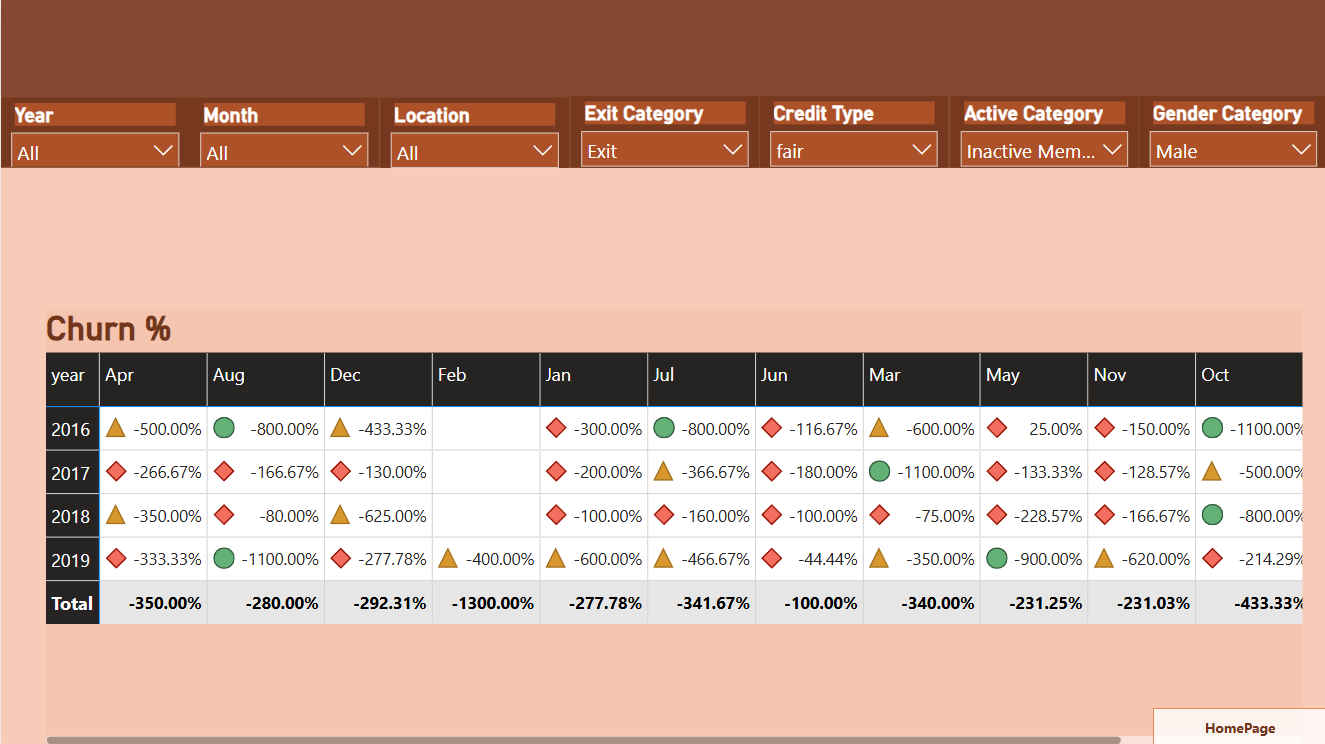 Year Month Location Exit Category Credit Type Active Category Gender Category
All All All Exit fair Inactive Mem... Male
Churn %
year Apr Aug Dec Feb Jan Jul Jun Mar May Nov Oct
2016 -500.00% -800.00% -433.33% -300.00% -800.00% -116.67% -600.00% 25.00% -150.00% -1100.00%
2017 -266.67% -166.67% -130.00% -200.00% -366.67% -180.00% -1100.00% -133.33% -128.57% -500.00%
2018 -350.00% -80.00% -625.00% -100.00% -160.00% -100.00% -75.00% -228.57% -166.67% -800.00%
2019 -333.33% -1100.00% -277.78% -400.00% -600.00% -466.67% -44.44% -350.00% -900.00% -620.00% -214.29%
Total -350.00% -280.00% -292.31% -1300.00% -277.78% -341.67% -100.00% -340.00% -231.25% -231.03% -433.33%
HomePage